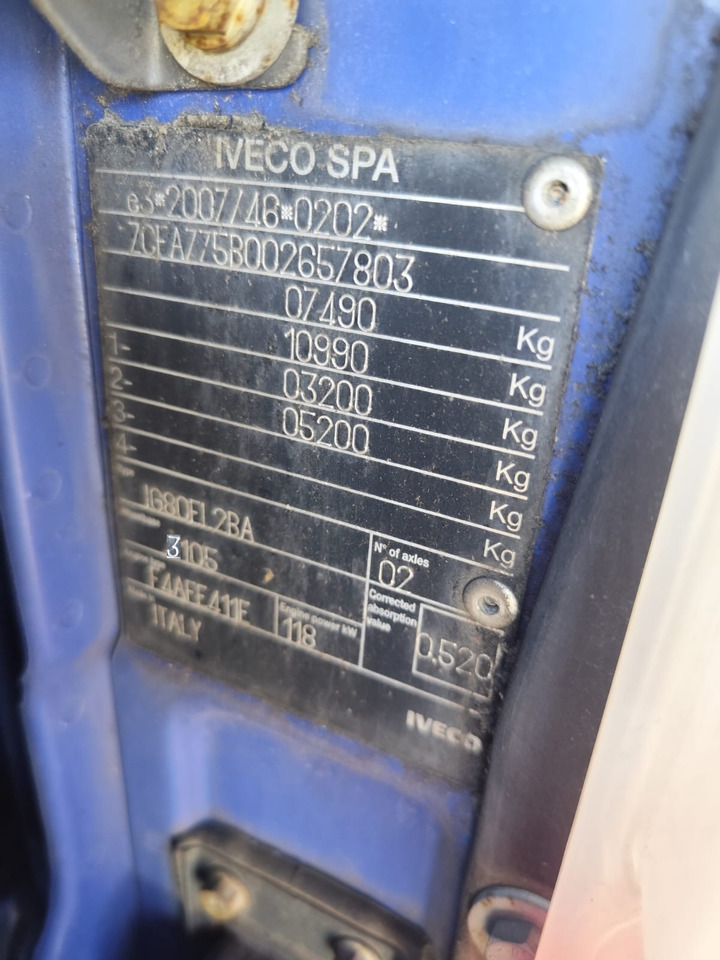 IVECO SPA
e3*2007/46*0202*
ZCFA775B002657803
07490 Kg
10990 Kg
1- 03200 Kg
2- 05200 Kg
3- Kg
4- Kg
IG80EL2BA
3105
N° of axles
02
F4AFE411E
Engine power kW
118
Corrected absorption value
0.520
ITALY
IVECO